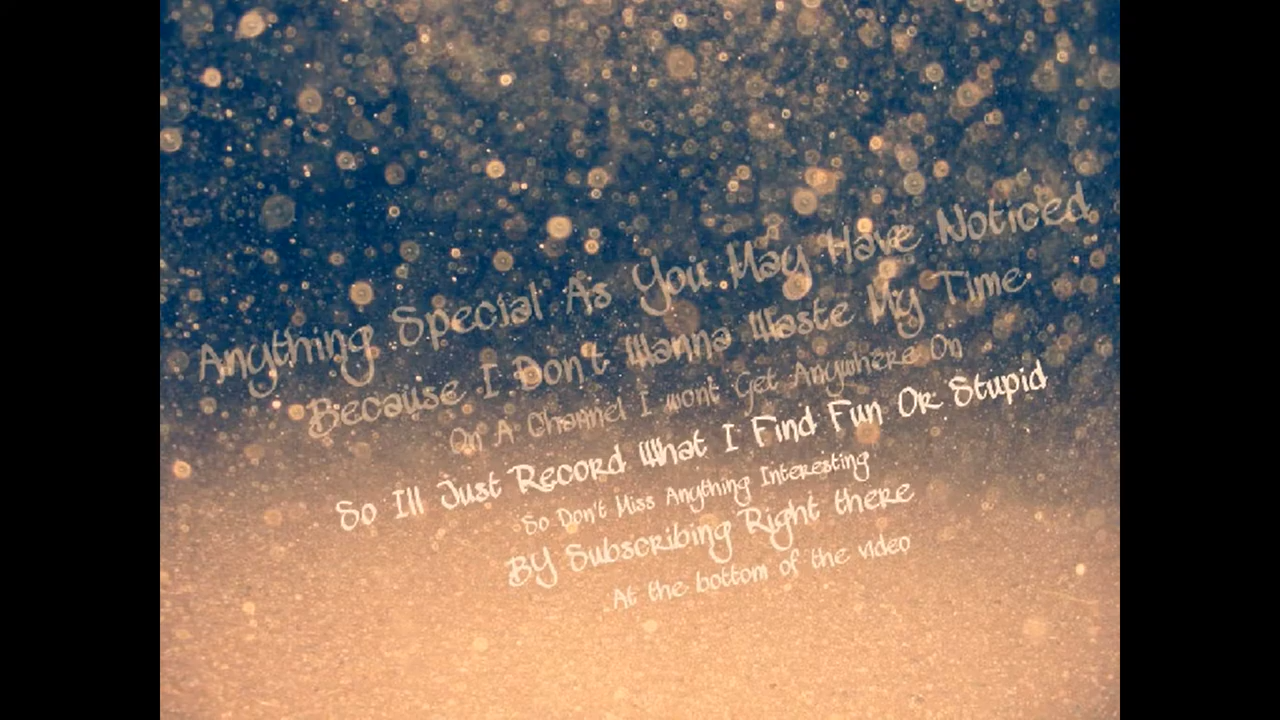 Anything Special As You May Have Noticed
Because I Don't Wanna Waste My Time
On A Channel I wont Get Anywhere On
So Ill Just Record What I Find Fun Or Stupid
So Don't Miss Anything Interesting
BY Subscribing Right there
At the bottom of the video